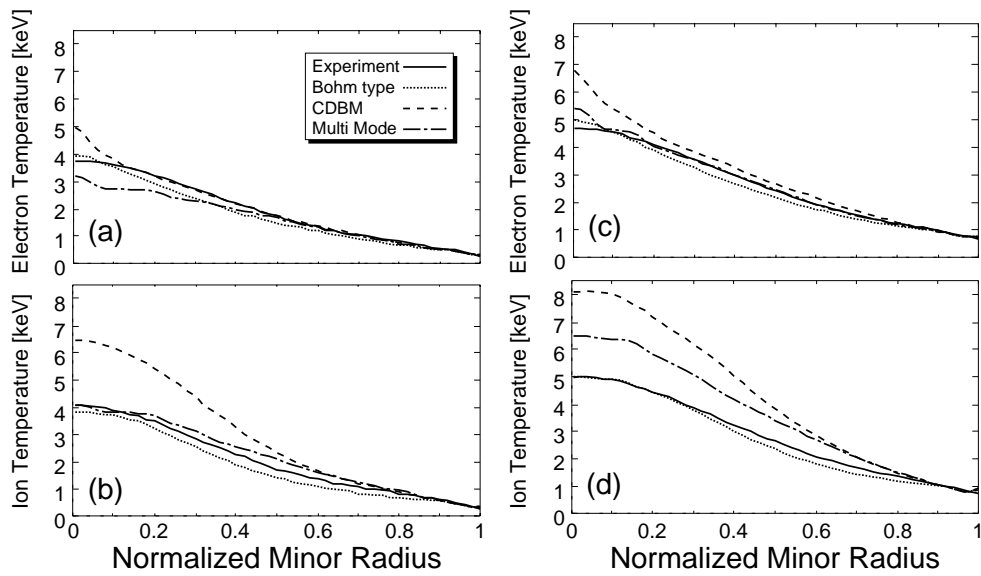 Electron Temperature [keV]
8
7
6
5
4
3
2
1
0
Experiment
Bohm type
CDBM
Multi Mode
(a)
Electron Temperature [keV]
8
7
6
5
4
3
2
1
0
(c)
Ion Temperature [keV]
8
7
6
5
4
3
2
1
0
(b)
0 0.2 0.4 0.6 0.8 1
Normalized Minor Radius
Ion Temperature [keV]
8
7
6
5
4
3
2
1
0
(d)
0 0.2 0.4 0.6 0.8 1
Normalized Minor Radius